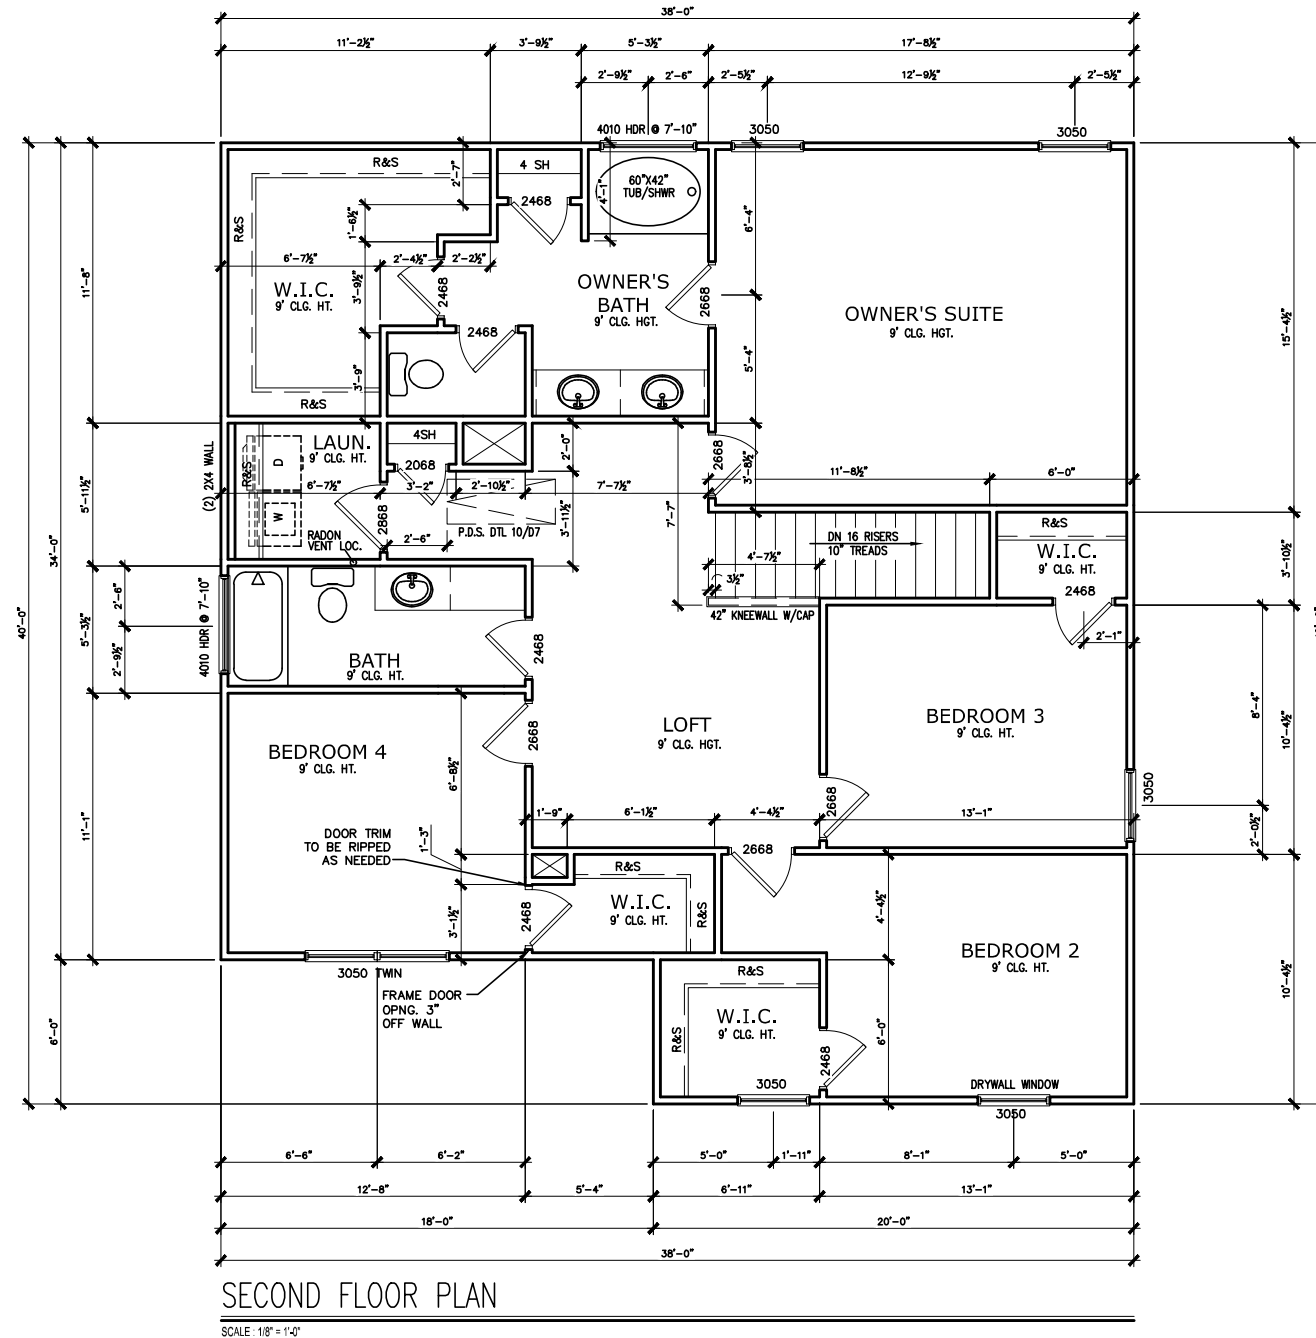 38'-0"
11'-2½"
3'-9½"
5'-3½"
17'-8½"
2'-9½"
2'-6"
2'-5½"
12'-9½"
2'-5½"
4010 HDR @ 7'-10"
3050
3050
R&S
2'-7"
4 SH
2468
4'-1"
60"X42"
TUB/SHWR
6'-4"
R&S
1'-6½"
6'-7½"
2'-4½"
2'-2½"
W.I.C.
9' CLG. HT.
3'-9½"
2468
OWNER'S
BATH
9' CLG. HGT.
2668
OWNER'S SUITE
9' CLG. HGT.
11'-8"
15'-4½"
2468
3'-9"
5'-4"
R&S
LAUN.
9' CLG. HT.
4SH
2068
2'-0"
2668
3'-8½"
11'-8½"
6'-0"
(2) 2X4 WALL
R&S
D
W
6'-7½"
3'-2"
2'-10½"
7'-7½"
5'-11½"
2868
P.D.S. DTL 10/D7
3'-11½"
7'-7"
RADON
VENT LOC.
2'-6"
DN 16 RISERS
10" TREADS
4'-7½"
3½"
R&S
W.I.C.
9' CLG. HT.
2468
3'-10½"
34'-0"
40'-0"
2'-6"
5'-3½"
2'-9½"
4010 HDR @ 7'-10"
42" KNEEWALL W/CAP
2'-1"
BATH
9' CLG. HT.
2468
2668
LOFT
9' CLG. HGT.
BEDROOM 3
9' CLG. HT.
8'-4"
10'-4½"
BEDROOM 4
9' CLG. HT.
6'-8½"
11'-1"
2668
3050
2'-0½"
1'-9"
6'-1½"
4'-4½"
13'-1"
DOOR TRIM
TO BE RIPPED
AS NEEDED
1'-3"
2668
R&S
W.I.C.
9' CLG. HT.
R&S
2468
3'-1½"
4'-4½"
BEDROOM 2
9' CLG. HT.
3050 TWIN
FRAME DOOR
OPNG. 3"
OFF WALL
R&S
W.I.C.
9' CLG. HT.
R&S
2468
6'-0"
10'-4½"
6'-0"
3050
DRYWALL WINDOW
3050
6'-6"
6'-2"
5'-0"
1'-11"
8'-1"
5'-0"
12'-8"
5'-4"
6'-11"
13'-1"
18'-0"
20'-0"
38'-0"
SECOND FLOOR PLAN
SCALE : 1/8" = 1'-0"